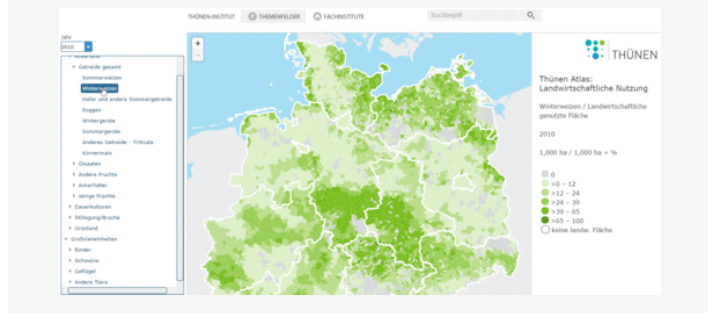 THÜNEN-INSTITUT
THEMENFELDER
FACHINSTITUTE
Suchbegriff
Jahr
2010
Ackerland
Getreide gesamt
Sommerweizen
Winterweizen
Hafer und andere Sommergetreide
Roggen
Wintergerste
Sommergerste
Anderes Getreide - Triticale
Körnermais
Ölsaaten
Andere Früchte
Ackerfutter
übrige Früchte
Dauerkulturen
Stillegung/Brache
Grünland
Großvieheinheiten
Rinder
Schweine
Geflügel
Andere Tiere
+
-
THÜNEN
Thünen Atlas:
Landwirtschaftliche Nutzung
Winterweizen / Landwirtschaftliche
genutzte Fläche
2010
1,000 ha / 1,000 ha = %
0
>0 - 12
>12 - 24
>24 - 39
>39 - 65
>65 - 100
keine landw. Fläche